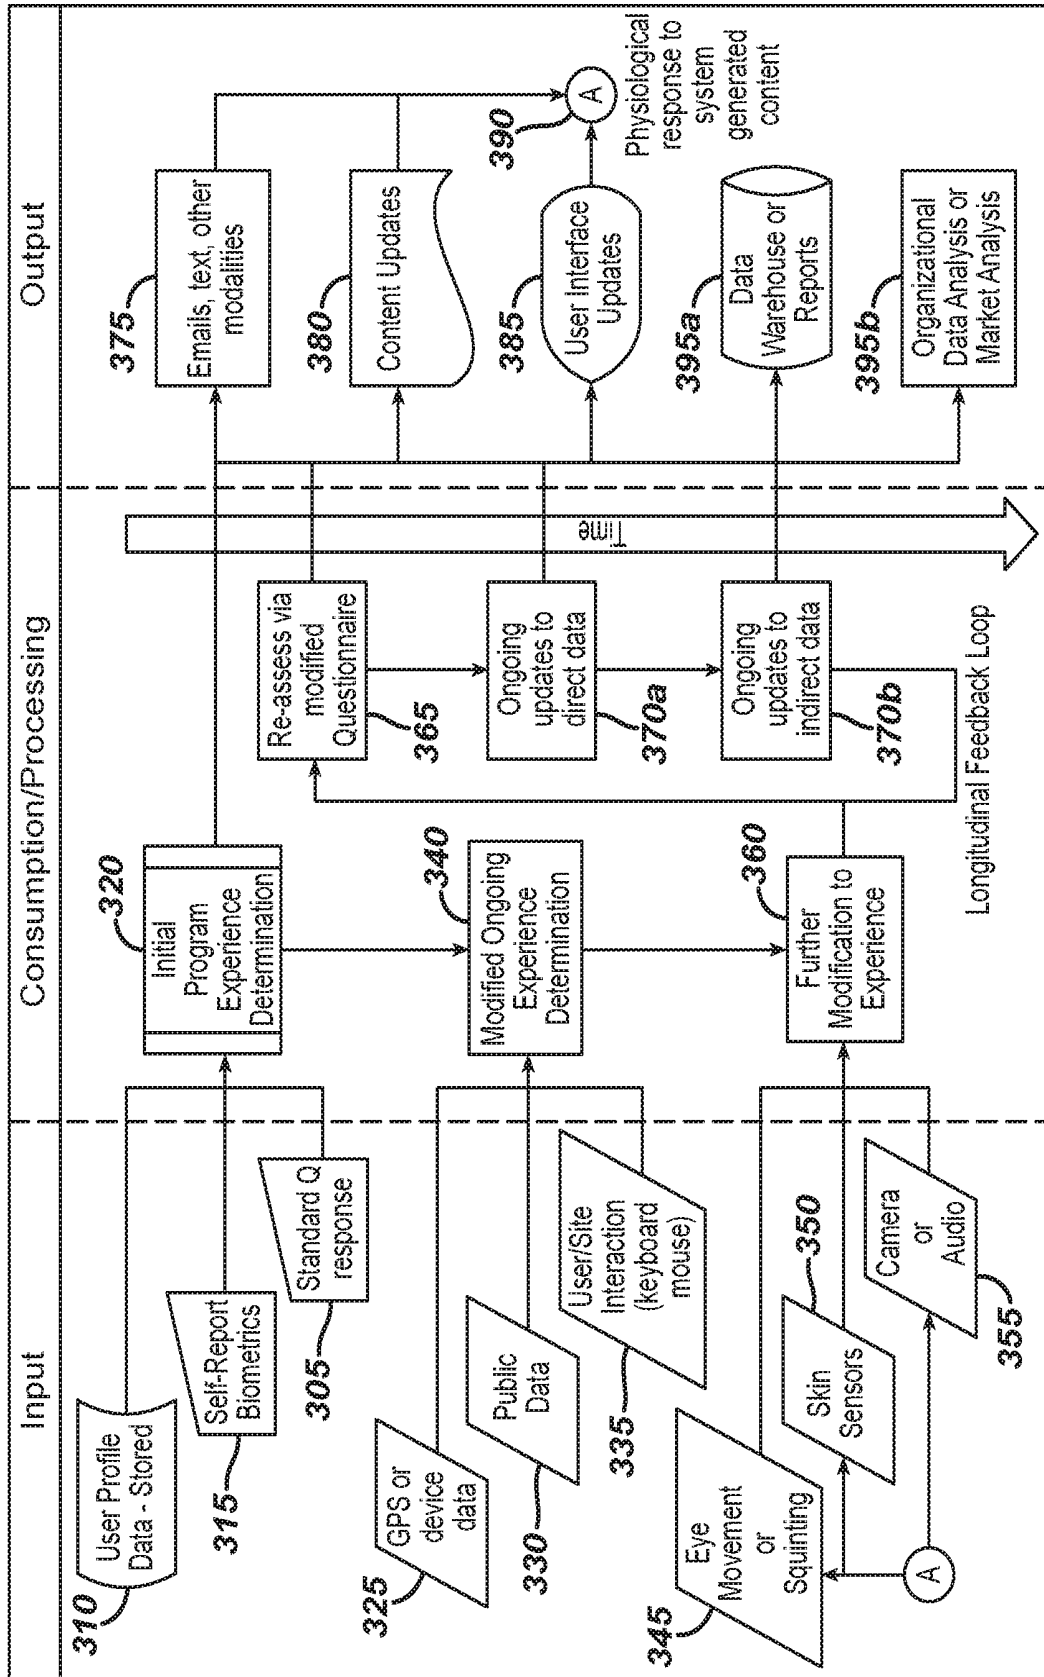 Input
Consumption/Processing
Output
User Profile
Data - Stored
310
Self-Report
Biometrics
315
Standard Q
response
305
GPS or
device
data
325
Public
Data
330
User/Site
Interaction
(keyboard
mouse)
335
Eye
Movement
or
Squinting
345
Skin
Sensors
350
Camera
or
Audio
355
A
320
Initial
Program
Experience
Determination
340
Modified Ongoing
Experience
Determination
360
Further
Modification to
Experience
Re-assess via
modified
Questionnaire
365
Ongoing
updates to
direct data
370a
Ongoing
updates to
indirect data
370b
Longitudinal Feedback Loop
Time
375
Emails, text, other
modalities
380
Content Updates
385
User Interface
Updates
390
A
Physiological
response to
system
generated
content
395a
Data
Warehouse or
Reports
395b
Organizational
Data Analysis or
Market Analysis